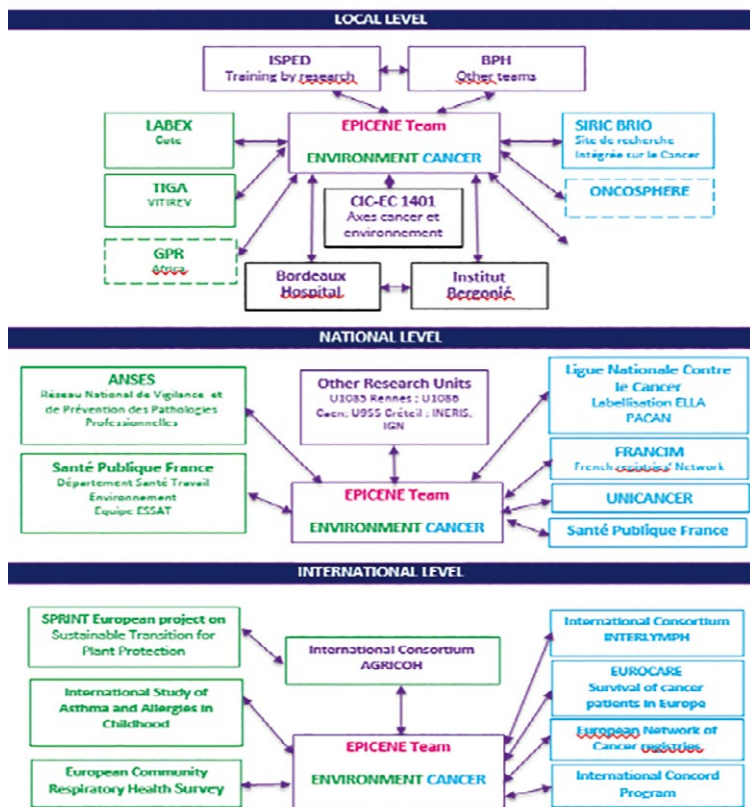 LOCAL LEVEL
ISPED
Training by research
BPH
Other teams
LABEX
Cote
EPICENE Team
ENVIRONMENT CANCER
SIRIC BRIO
Site de recherche
Intégrée sur le Cancer
TIGA
VITIREV
ONCOSPHERE
CIC-EC 1401
Axes cancer et
environnement
GPR
Africa
Bordeaux
Hospital
Institut
Bergonié
NATIONAL LEVEL
ANSES
Réseau National de Vigilance et
de Prévention des Pathologies
Professionnelles
Other Research Units
U1085 Rennes ; U1086
Caen; U955 Créteil ; INERIS,
IGN
Ligue Nationale Contre
le Cancer
Labellisation ELLA
PACAN
Santé Publique France
Département Santé Travail
Environnement
Equipe ESSAT
EPICENE Team
ENVIRONMENT CANCER
FRANCIM
French registries' Network
UNICANCER
Santé Publique France
INTERNATIONAL LEVEL
SPRINT European project on
Sustainable Transition for
Plant Protection
International Consortium
AGRICOH
International Consortium
INTERLYMPH
International Study of
Asthma and Allergies in
Childhood
EUROCARE
Survival of cancer
patients in Europe
EPICENE Team
ENVIRONMENT CANCER
European Network of
Cancer registries
European Community
Respiratory Health Survey
International Concord
Program